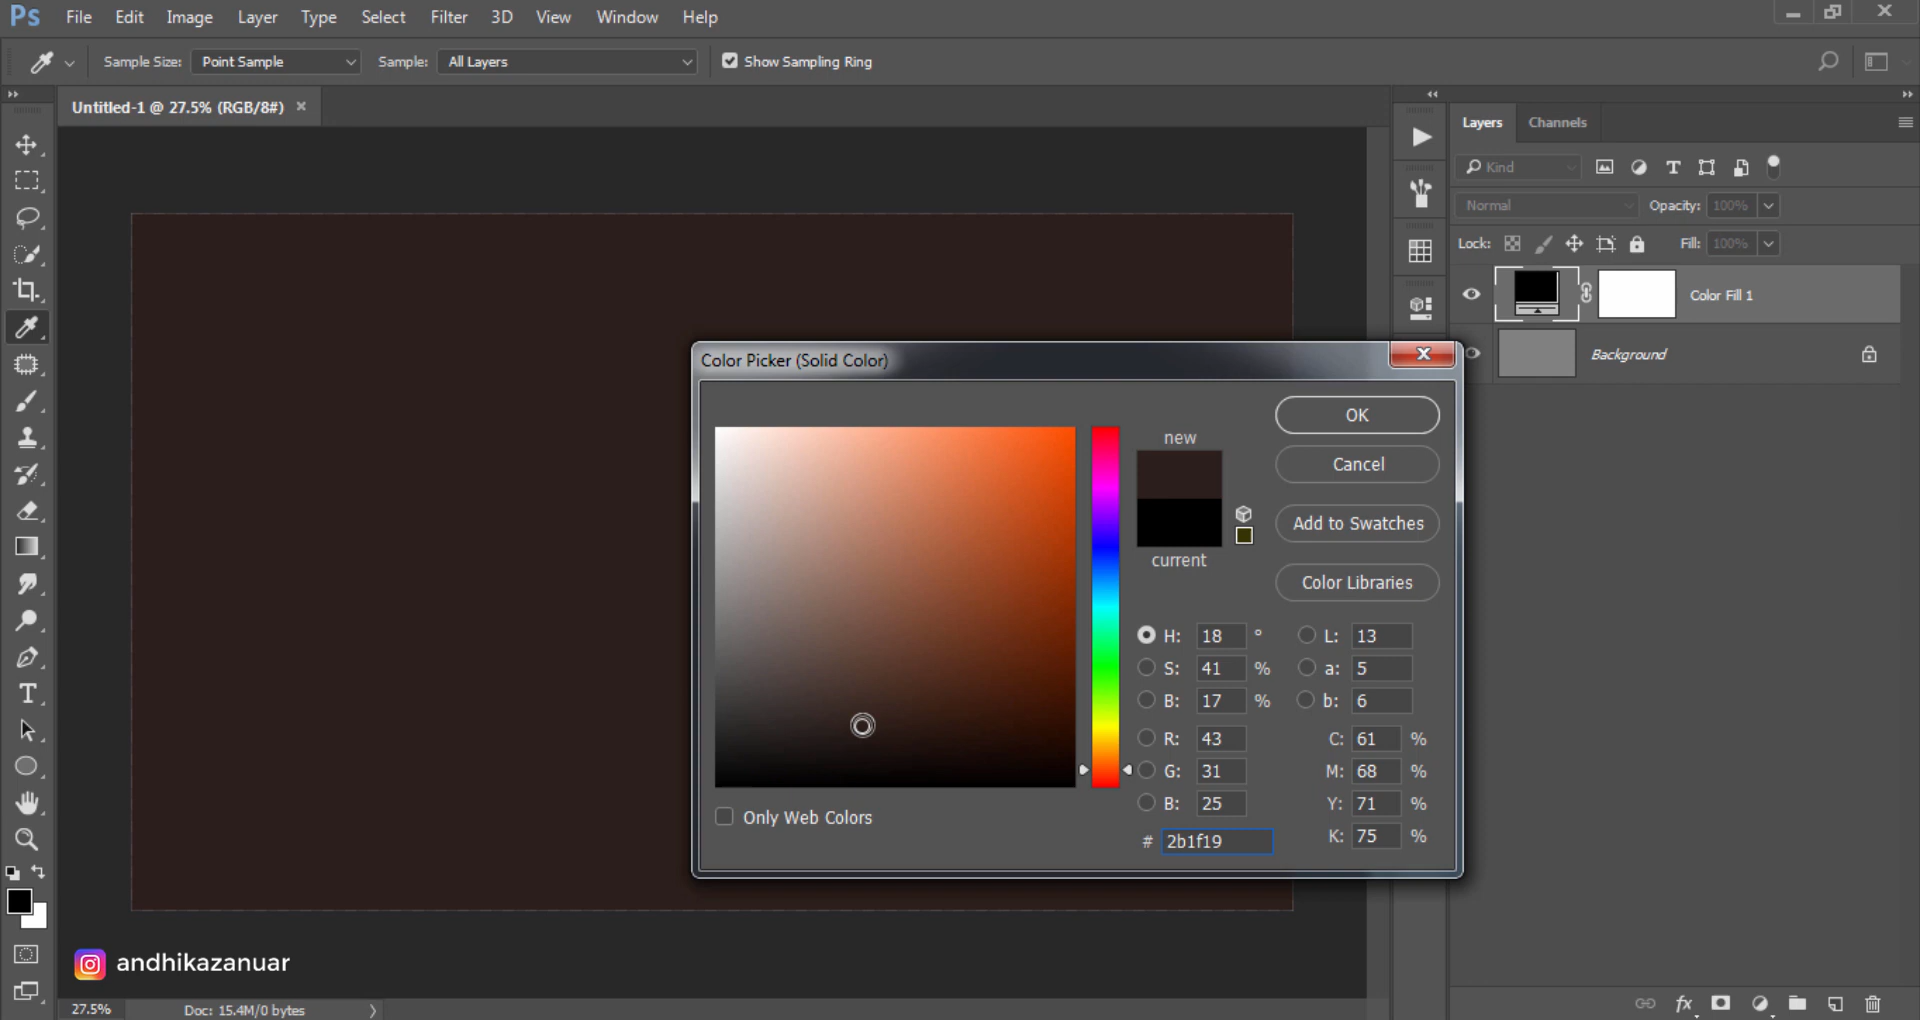 Ps File Edit Image Layer Type Select Filter 3D View Window Help
Sample Size: Point Sample Sample: All Layers Show Sampling Ring
Untitled-1 @ 27.5% (RGB/8#)
Layers Channels
Kind
Normal Opacity: 100%
Lock: Fill: 100%
Color Fill 1
Background
Color Picker (Solid Color)
OK
new
Cancel
Add to Swatches
current
Color Libraries
H: 18 ° L: 13
S: 41 % a: 5
B: 17 % b: 6
R: 43 C: 61 %
G: 31 M: 68 %
B: 25 Y: 71 %
Only Web Colors
# 2b1f19 K: 75 %
andhikazanuar
27.5% Doc: 15.4M/0 bytes
fx